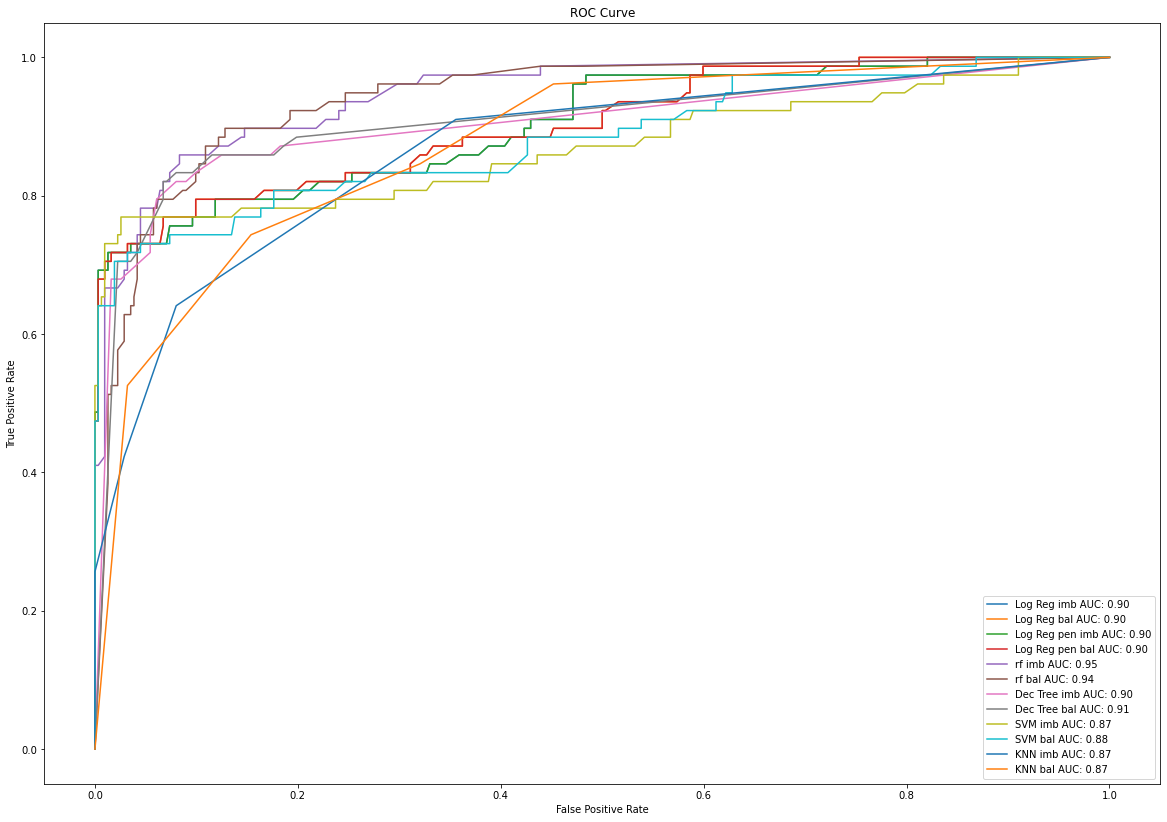 ROC Curve
1.0
0.8
0.6
0.4
0.2
0.0
True Positive Rate
0.0 0.2 0.4 0.6 0.8 1.0
False Positive Rate
Log Reg imb AUC: 0.90
Log Reg bal AUC: 0.90
Log Reg pen imb AUC: 0.90
Log Reg pen bal AUC: 0.90
rf imb AUC: 0.95
rf bal AUC: 0.94
Dec Tree imb AUC: 0.90
Dec Tree bal AUC: 0.91
SVM imb AUC: 0.87
SVM bal AUC: 0.88
KNN imb AUC: 0.87
KNN bal AUC: 0.87